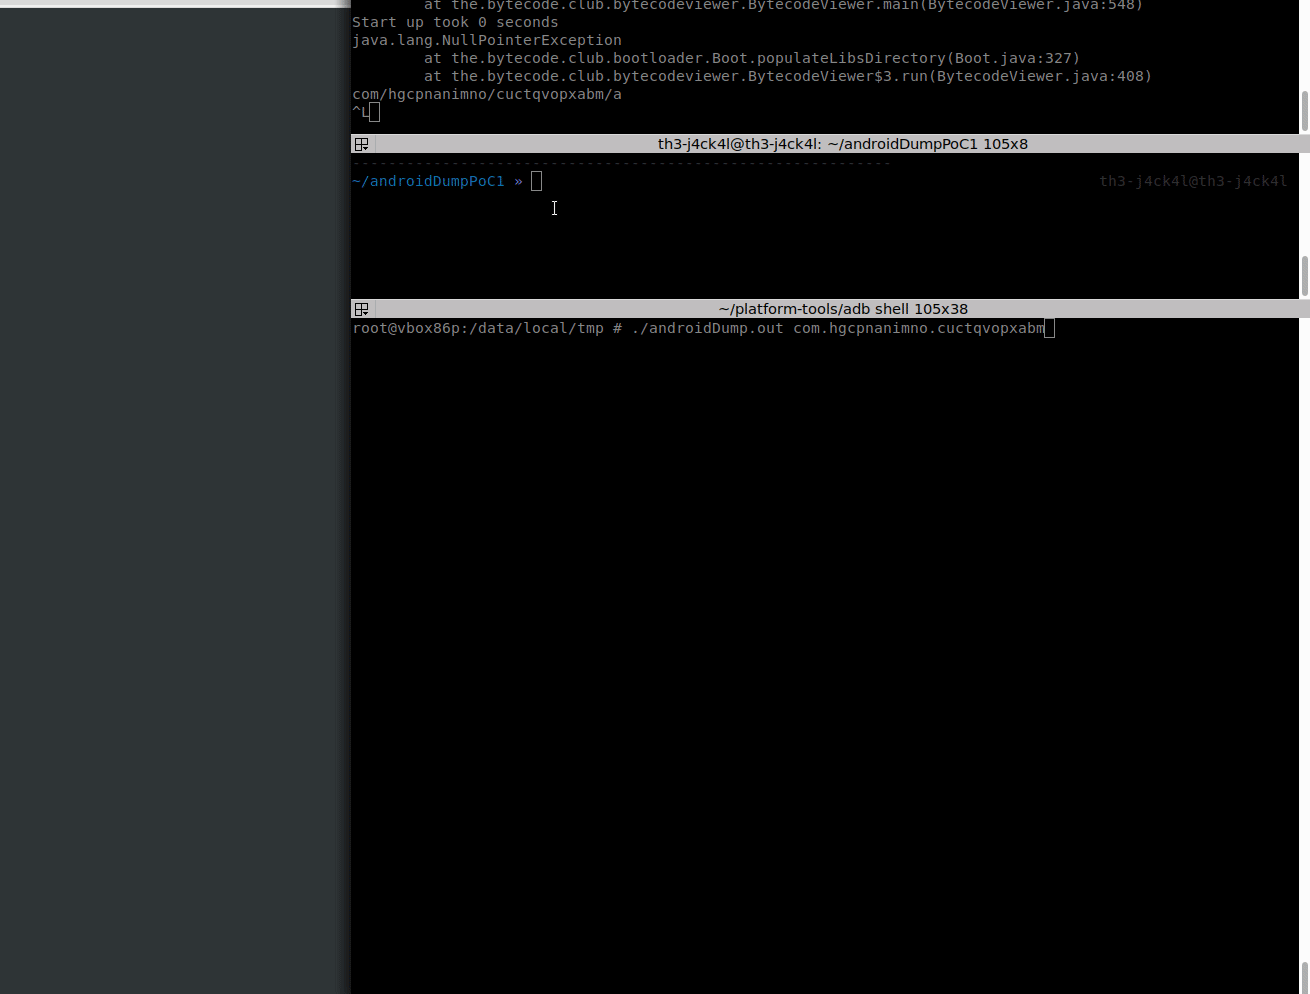 at the.bytecode.club.bytecodeviewer.BytecodeViewer.main(BytecodeViewer.java:548)
Start up took 0 seconds
java.lang.NullPointerException
at the.bytecode.club.bootloader.Boot.populateLibsDirectory(Boot.java:327)
at the.bytecode.club.bytecodeviewer.BytecodeViewer$3.run(BytecodeViewer.java:408)
com/hgcpnanimno/cuctqvopxabm/a
^L
th3-j4ck4l@th3-j4ck4l: ~/androidDumpPoC1 105x8
------------------------------------------------------------
~/androidDumpPoC1 » th3-j4ck4l@th3-j4ck4l
~/platform-tools/adb shell 105x38
root@vbox86p:/data/local/tmp # ./androidDump.out com.hgcpnanimno.cuctqvopxabm